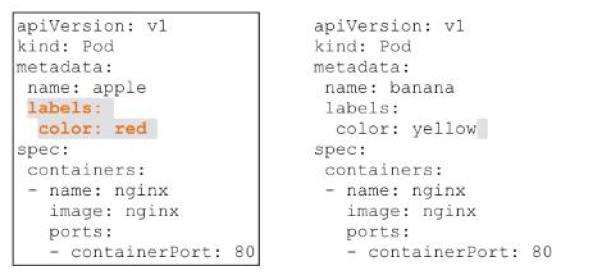 apiVersion: v1
kind: Pod
metadata:
 name: apple
 labels:
  color: red
spec:
 containers:
 - name: nginx
   image: nginx
   ports:
   - containerPort: 80
apiVersion: v1
kind: Pod
metadata:
 name: banana
 labels:
  color: yellow
spec:
 containers:
 - name: nginx
   image: nginx
   ports:
   - containerPort: 80